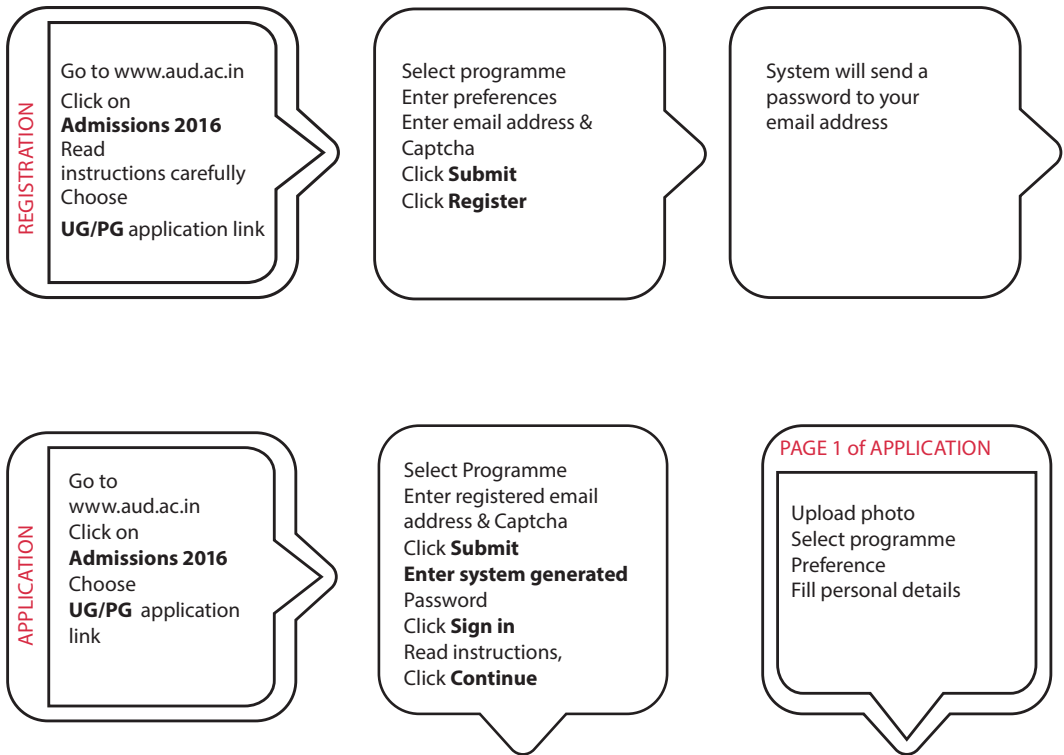 REGISTRATION
Go to www.aud.ac.in
Click on
Admissions 2016
Read
instructions carefully
Choose
UG/PG application link
Select programme
Enter preferences
Enter email address &
Captcha
Click Submit
Click Register
System will send a
password to your
email address
APPLICATION
Go to
www.aud.ac.in
Click on
Admissions 2016
Choose
UG/PG application
link
Select Programme
Enter registered email
address & Captcha
Click Submit
Enter system generated
Password
Click Sign in
Read instructions,
Click Continue
PAGE 1 of APPLICATION
Upload photo
Select programme
Preference
Fill personal details